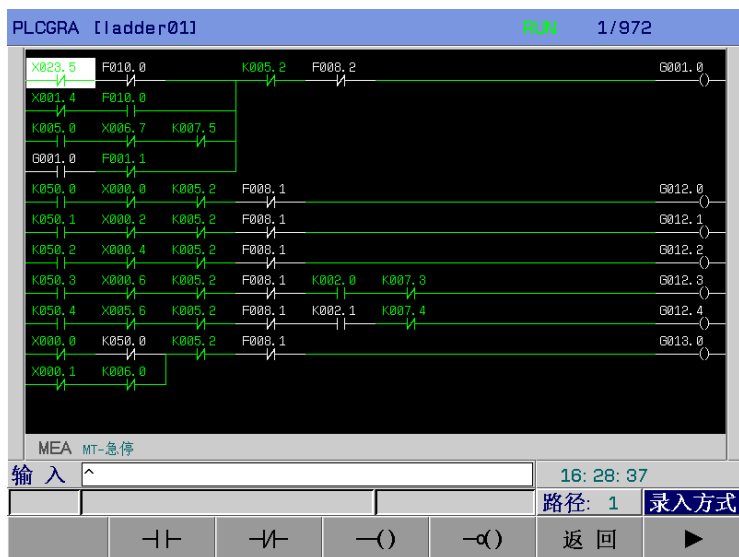 PLCGRA [ladder01] RUN 1/972
X023.5 F010.0 K005.2 F008.2 G001.0
X001.4 F010.0
K005.0 X006.7 K007.5
G001.0 F001.1
K050.0 X000.0 K005.2 F008.1 G012.0
K050.1 X000.2 K005.2 F008.1 G012.1
K050.2 X000.4 K005.2 F008.1 G012.2
K050.3 X000.6 K005.2 F008.1 K002.0 K007.3 G012.3
K050.4 X005.6 K005.2 F008.1 K002.1 K007.4 G012.4
X000.0 K050.0 K005.2 F008.1 G013.0
X000.1 K006.0
MEA MT-急停
输 入 ^ 16:28:37
路径: 1 录入方式
返 回